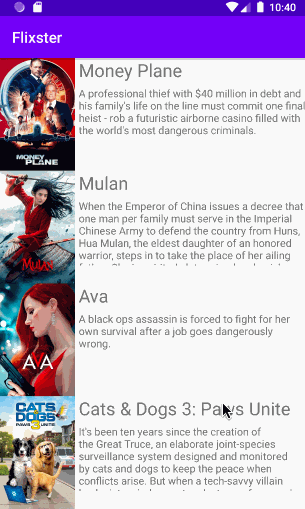 10:40
Flixster
Money Plane
A professional thief with $40 million in debt and
his family's life on the line must commit one final
heist - rob a futuristic airborne casino filled with
the world's most dangerous criminals.
MONEY
PLANE
Mulan
When the Emperor of China issues a decree that
one man per family must serve in the Imperial
Chinese Army to defend the country from Huns,
Hua Mulan, the eldest daughter of an honored
warrior, steps in to take the place of her ailing
MULAN
Ava
A black ops assassin is forced to fight for her
own survival after a job goes dangerously
wrong.
AVA
Cats & Dogs 3: Paws Unite
It's been ten years since the creation of
the Great Truce, an elaborate joint-species
surveillance system designed and monitored
by cats and dogs to keep the peace when
conflicts arise. But when a tech-savvy villain
CATS
DOGS
PAWS 3
UNITE